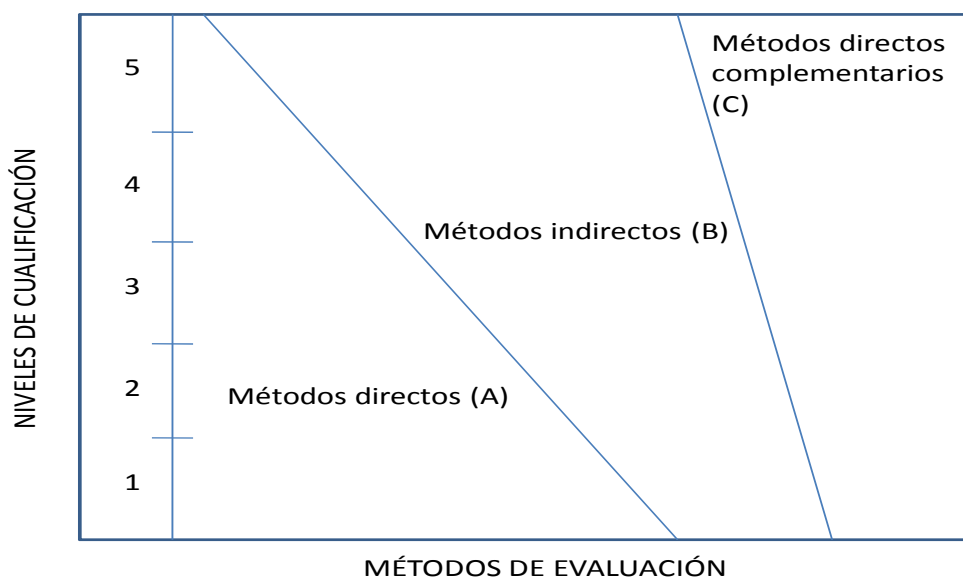 Métodos directos
complementarios
(C)
5
4
Métodos indirectos (B)
3
Métodos directos (A)
2
1
NIVELES DE CUALIFICACIÓN
MÉTODOS DE EVALUACIÓN